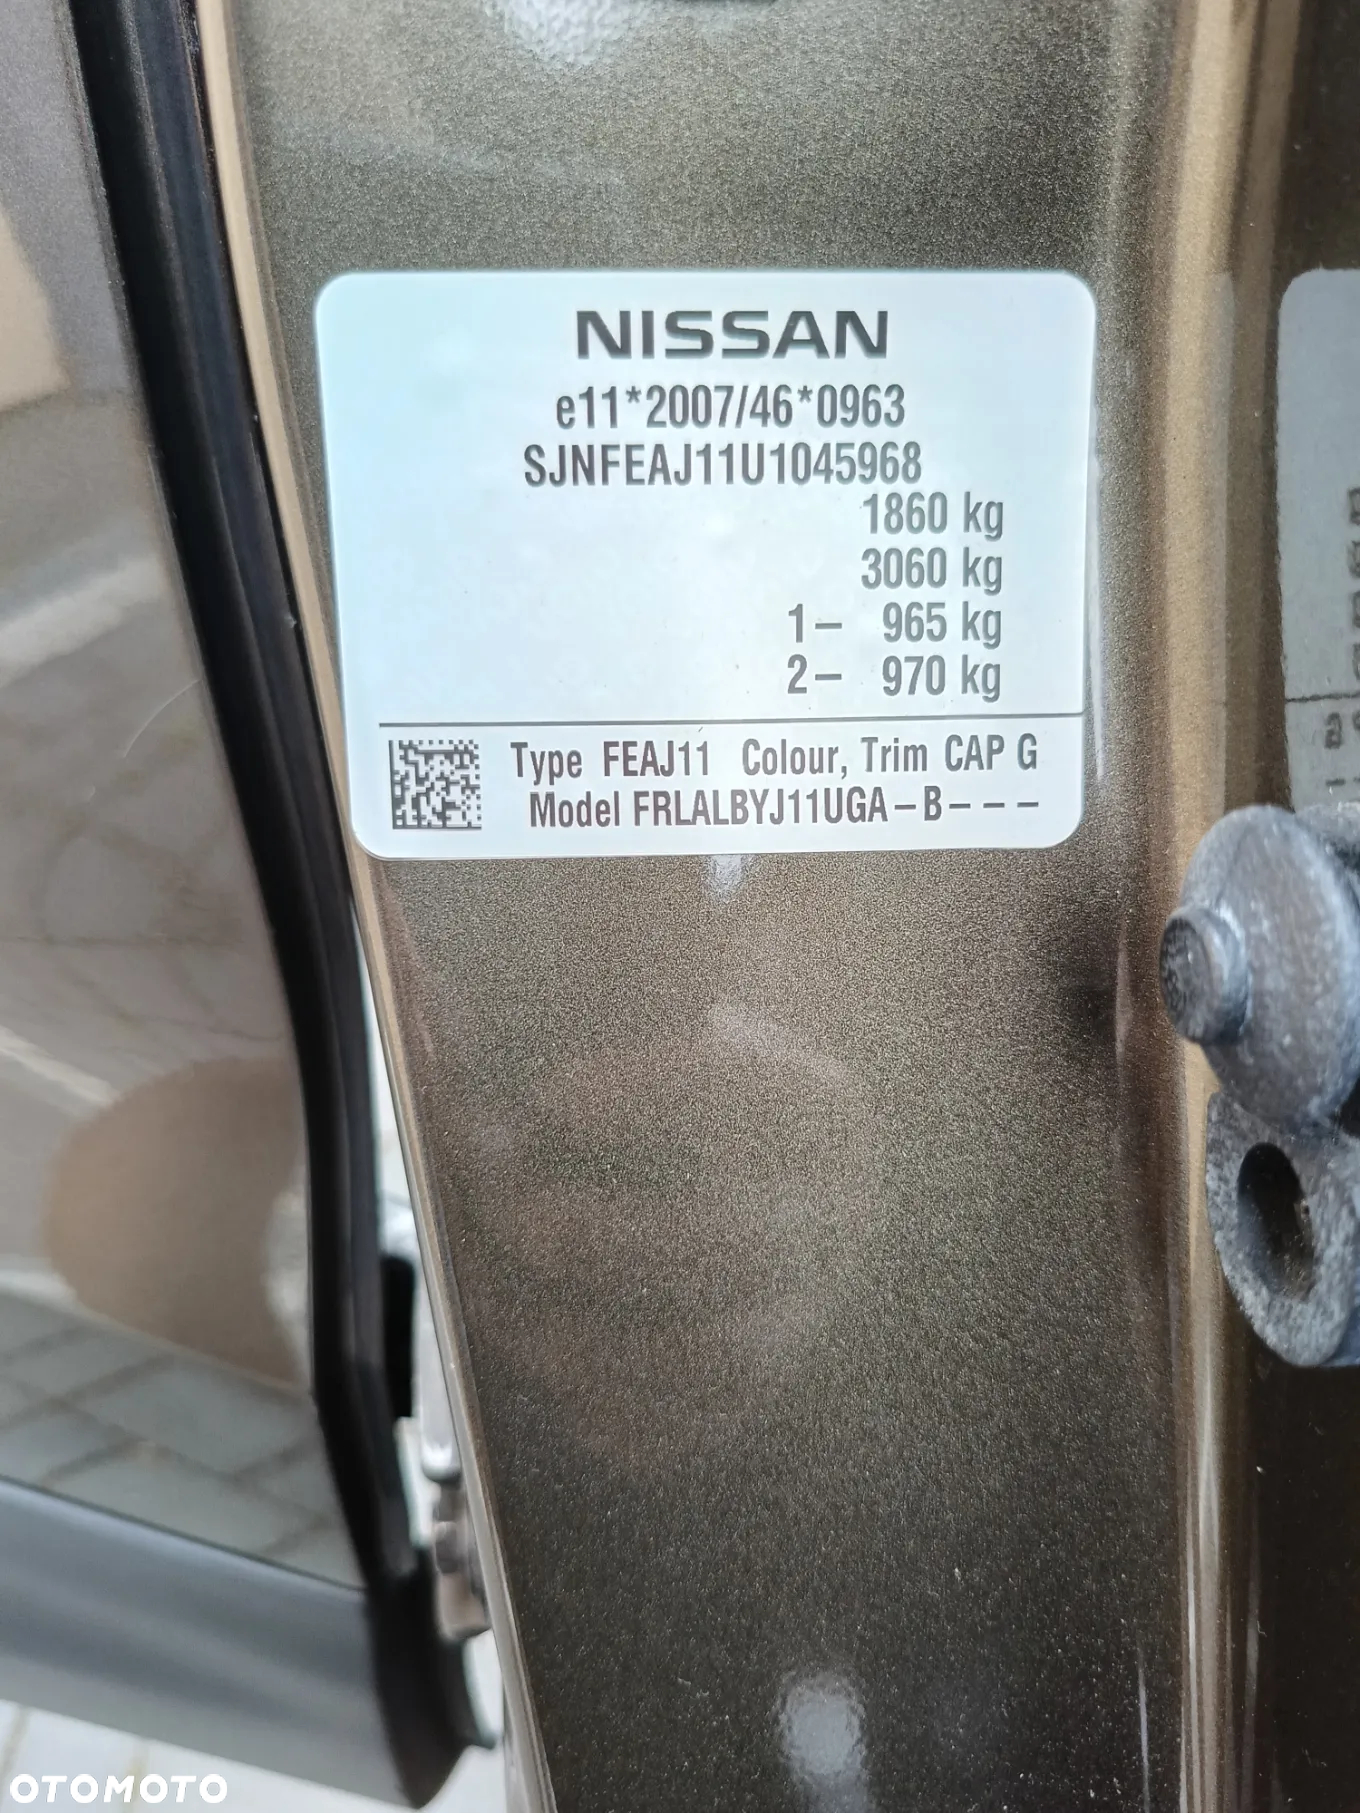 NISSAN
e11*2007/46*0963
SJNFEAJ11U1045968
1860 kg
3060 kg
1– 965 kg
2– 970 kg
Type FEAJ11 Colour, Trim CAP G
Model FRLALBYJ11UGA–B–––
OTOMOTO